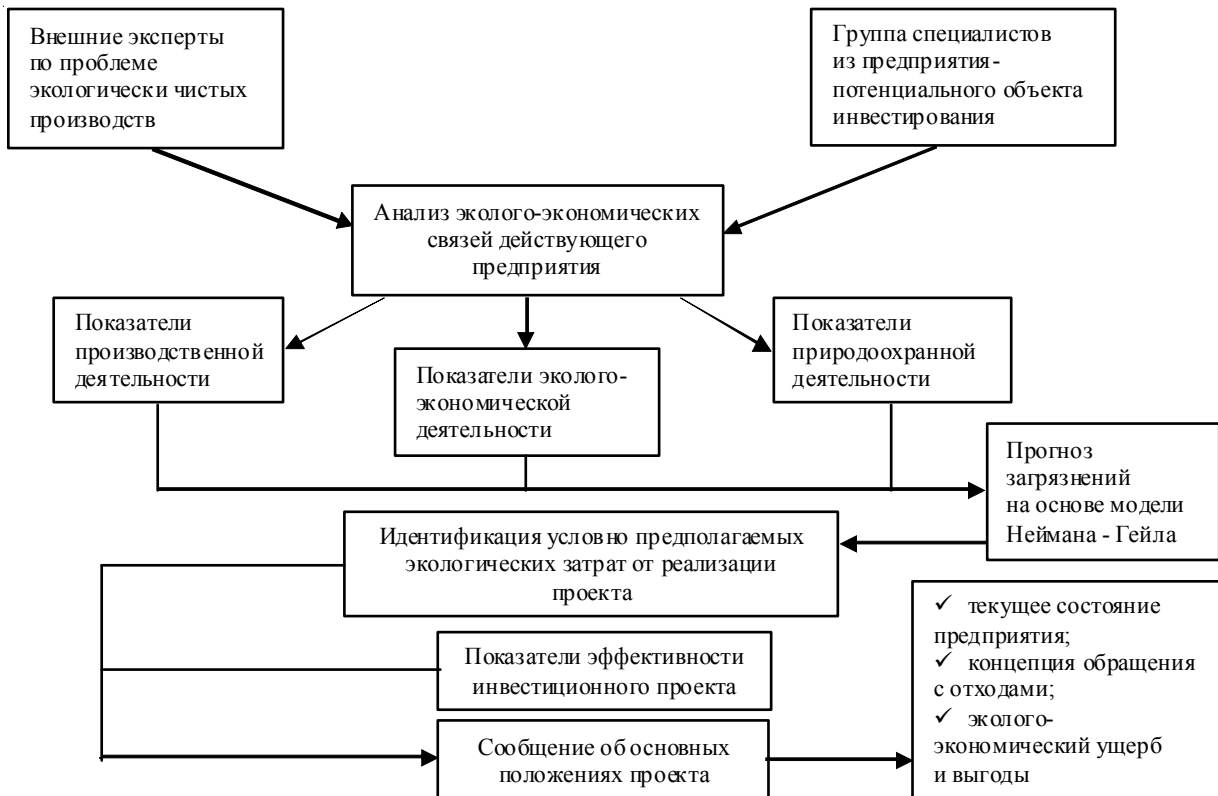 Внешние эксперты
по проблеме
экологически чистых
производств
Группа специалистов
из предприятия-
потенциального объекта
инвестирования
Анализ эколого-экономических
связей действующего
предприятия
Показатели
производственной
деятельности
Показатели эколого-
экономической
деятельности
Показатели
природоохранной
деятельности
Прогноз
загрязнений
на основе модели
Неймана - Гейла
Идентификация условно предполагаемых
экологических затрат от реализации
проекта
Показатели эффективности
инвестиционного проекта
Сообщение об основных
положениях проекта
✓ текущее состояние
предприятия;
✓ концепция обращения
с отходами;
✓ эколого-
экономический ущерб
и выгоды